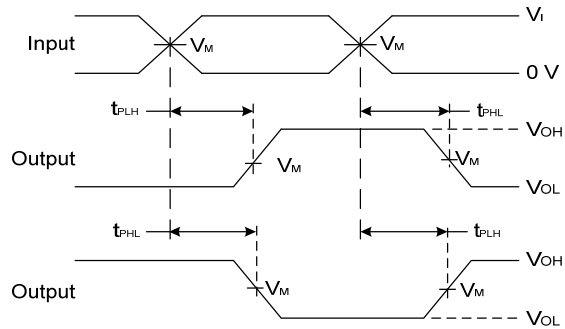 Input VM VM VI
0 V
tPLH tPHL
Output VM VM VOH
VOL
tPHL tPLH
Output VM VM VOH
VOL